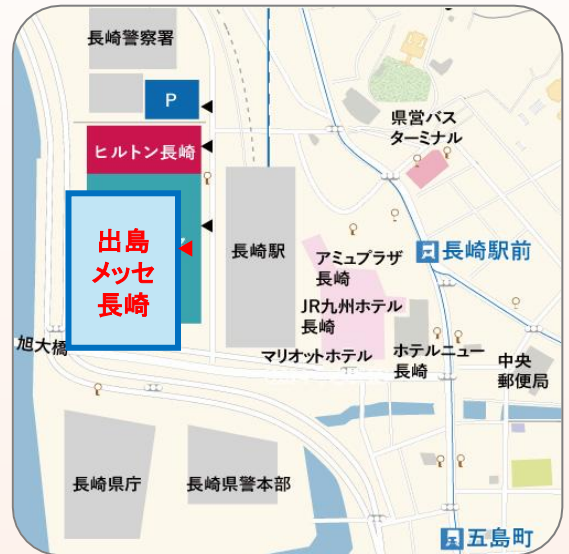 長崎警察署
P
県営バス
ターミナル
ヒルトン長崎
出島
メッセ
長崎
長崎駅
アミュプラザ
長崎
長崎駅前
JR九州ホテル
長崎
旭大橋
マリオットホテル
ホテルニュー
長崎
中央
郵便局
長崎県庁
長崎県警本部
五島町